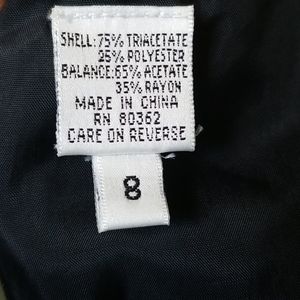 SHELL: 75% TRIACETATE
25% POLYESTER
BALANCE: 65% ACETATE
35% RAYON
MADE IN CHINA
RN 80362
CARE ON REVERSE
8